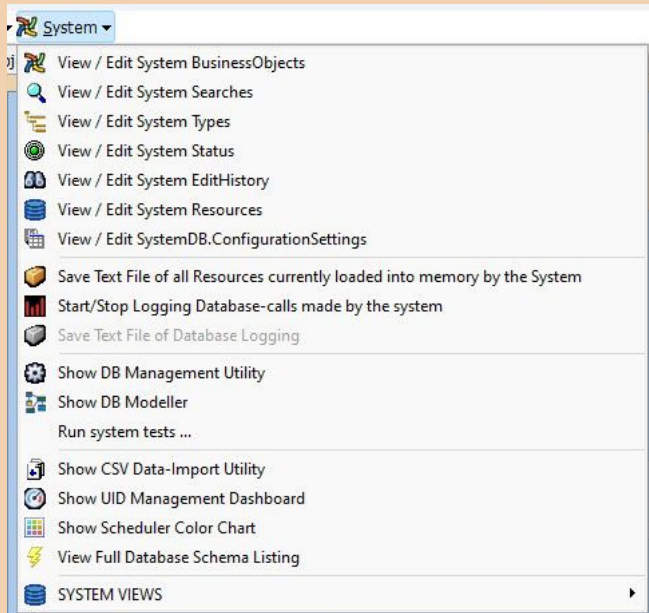 System
oj
View / Edit System BusinessObjects
View / Edit System Searches
View / Edit System Types
View / Edit System Status
View / Edit System EditHistory
View / Edit System Resources
View / Edit SystemDB.ConfigurationSettings
Save Text File of all Resources currently loaded into memory by the System
Start/Stop Logging Database-calls made by the system
Save Text File of Database Logging
Show DB Management Utility
Show DB Modeller
Run system tests ...
Show CSV Data-Import Utility
Show UID Management Dashboard
Show Scheduler Color Chart
View Full Database Schema Listing
SYSTEM VIEWS